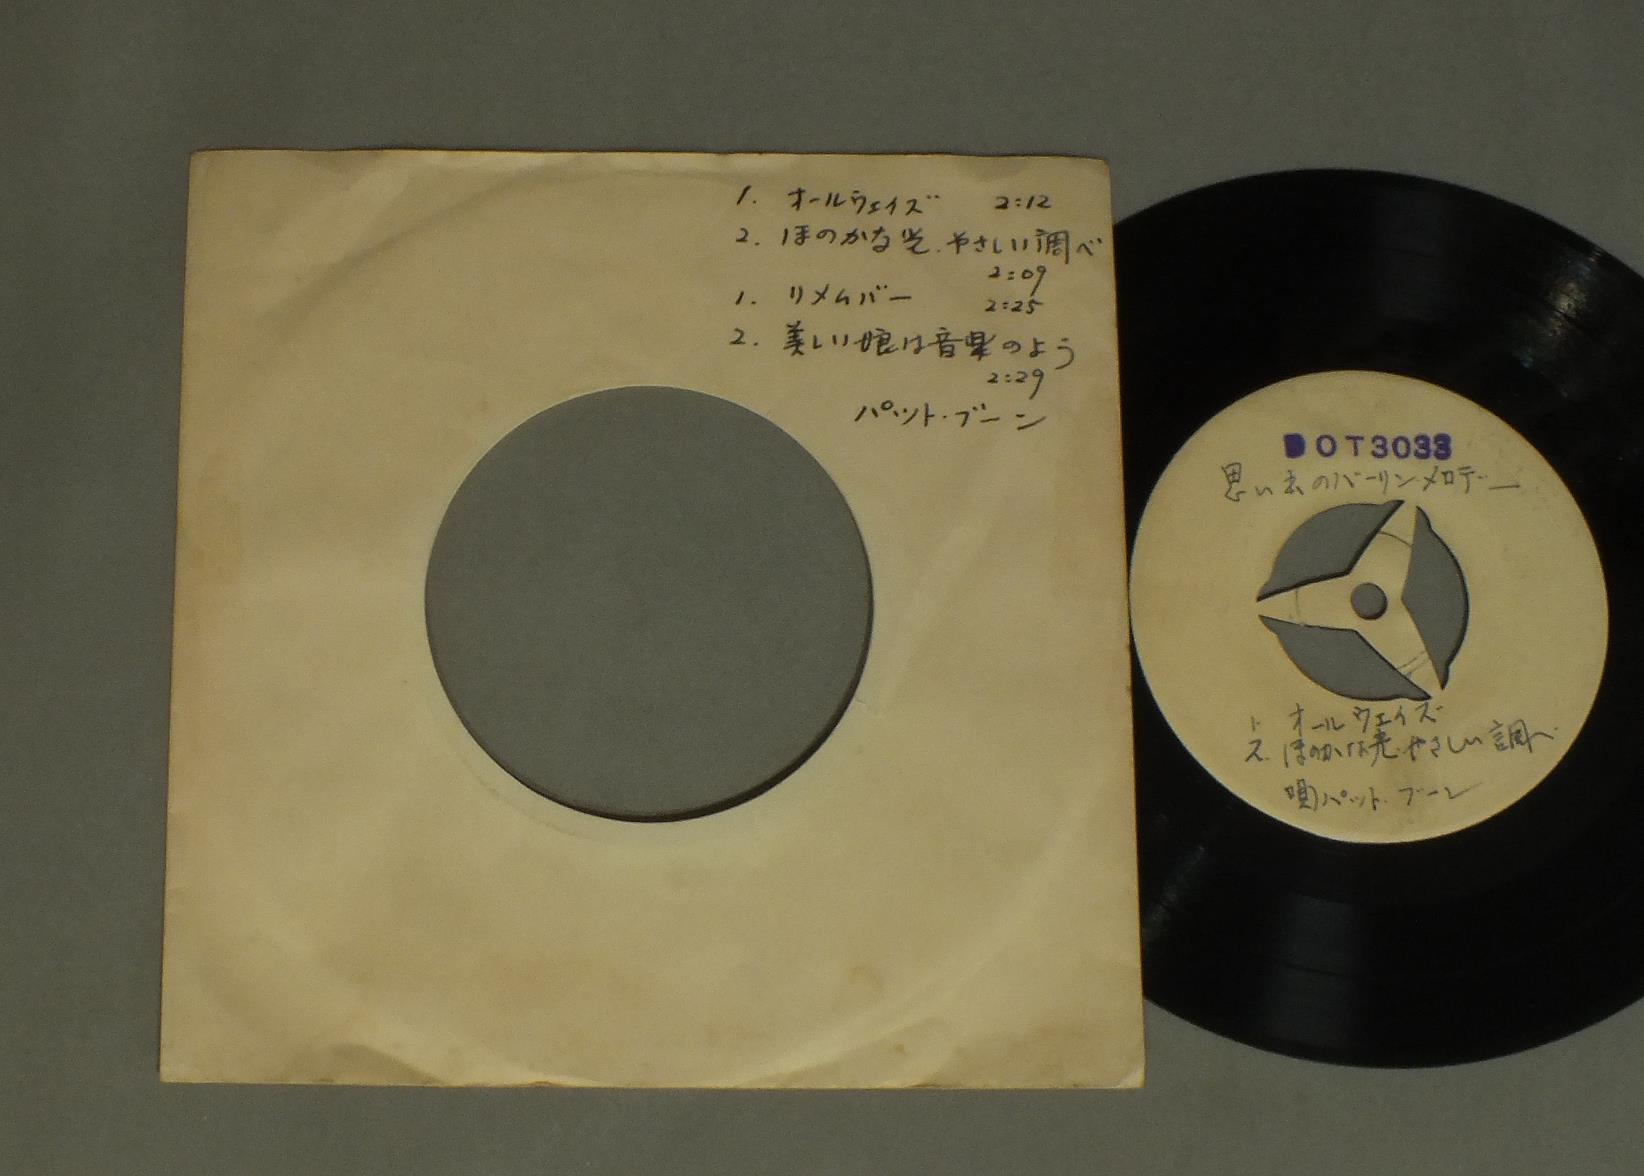 1. オールウェイズ 2:12
2. ほのかな光.やさしい調べ
2:09
1. リメムバー 2:25
2. 美しい娘は音楽のよう
2:29
パット・ブーン
DOT3033
思い出のバーリン・メロデー
1. オールウェイズ
2. ほのかな光.やさしい調べ
唄パット・ブーン